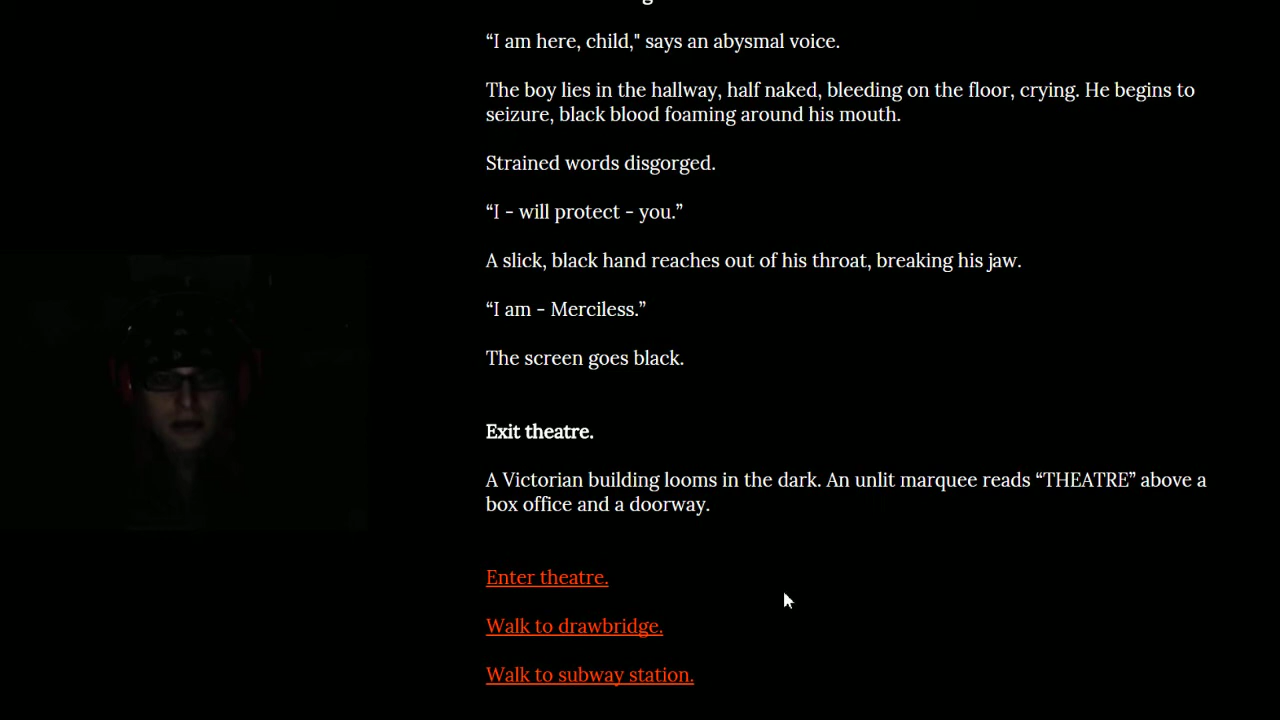 “I am here, child," says an abysmal voice.
The boy lies in the hallway, half naked, bleeding on the floor, crying. He begins to
seizure, black blood foaming around his mouth.
Strained words disgorged.
“I - will protect - you.”
A slick, black hand reaches out of his throat, breaking his jaw.
“I am - Merciless.”
The screen goes black.
Exit theatre.
A Victorian building looms in the dark. An unlit marquee reads “THEATRE” above a
box office and a doorway.
Enter theatre.
Walk to drawbridge.
Walk to subway station.